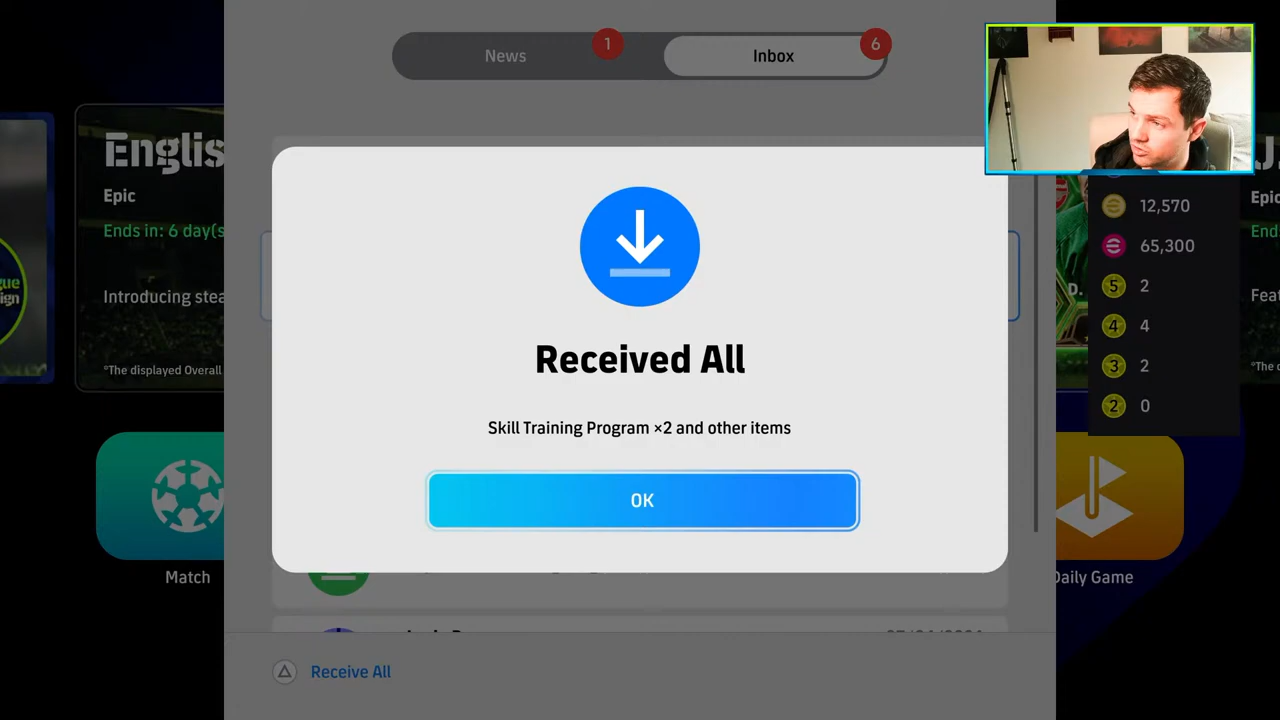 News
1
Inbox
6
Englis
Epic
Ends in: 6 day(s
Introducing stea
*The displayed Overall
Received All
Skill Training Program ×2 and other items
OK
12,570
65,300
5 2
4 4
3 2
2 0
D.
Epic
End
Feat
Match
Daily Game
Receive All